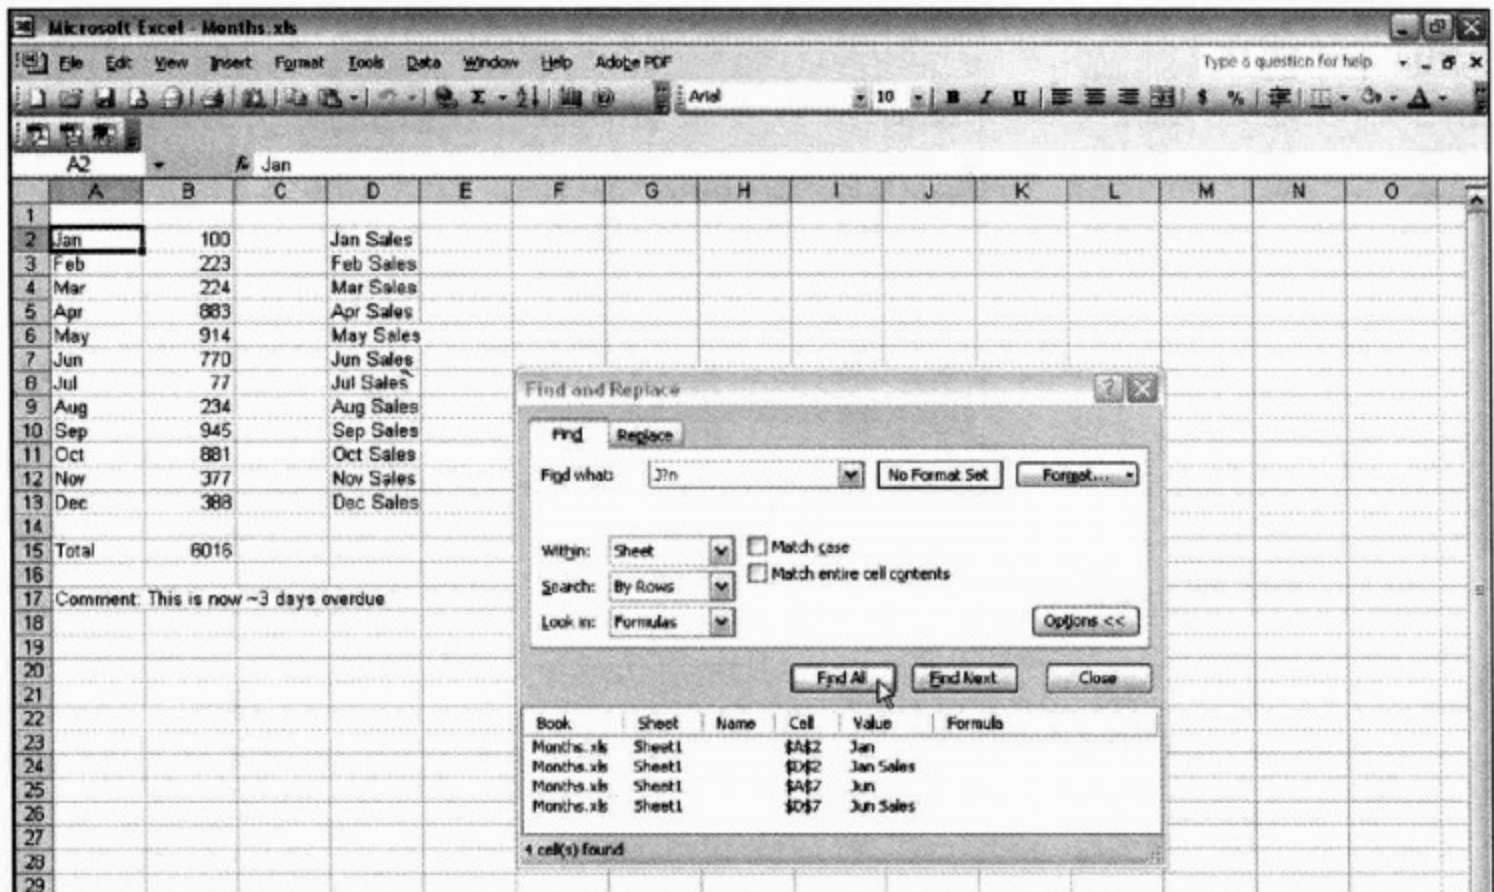 Microsoft Excel - Months.xls
File Edit View Insert Format Tools Data Window Help Adobe PDF Type a question for help
Arial 10 B I U $ %
A2 fx Jan
A B C D E F G H I J K L M N O
1
2 Jan 100 Jan Sales
3 Feb 223 Feb Sales
4 Mar 224 Mar Sales
5 Apr 883 Apr Sales
6 May 914 May Sales
7 Jun 770 Jun Sales
8 Jul 77 Jul Sales
9 Aug 234 Aug Sales
10 Sep 945 Sep Sales
11 Oct 881 Oct Sales
12 Nov 377 Nov Sales
13 Dec 388 Dec Sales
14
15 Total 6016
16
17 Comment: This is now ~3 days overdue
18
19
20
21
22
23
24
25
26
27
28
29
Find and Replace
Find Replace
Find what: J?n No Format Set Format...
Within: Sheet Match case
Match entire cell contents
Search: By Rows
Look in: Formulas Options <<
Find All Find Next Close
Book Sheet Name Cell Value Formula
Months.xls Sheet1 $A$2 Jan
Months.xls Sheet1 $D$2 Jan Sales
Months.xls Sheet1 $A$7 Jun
Months.xls Sheet1 $D$7 Jun Sales
4 cell(s) found